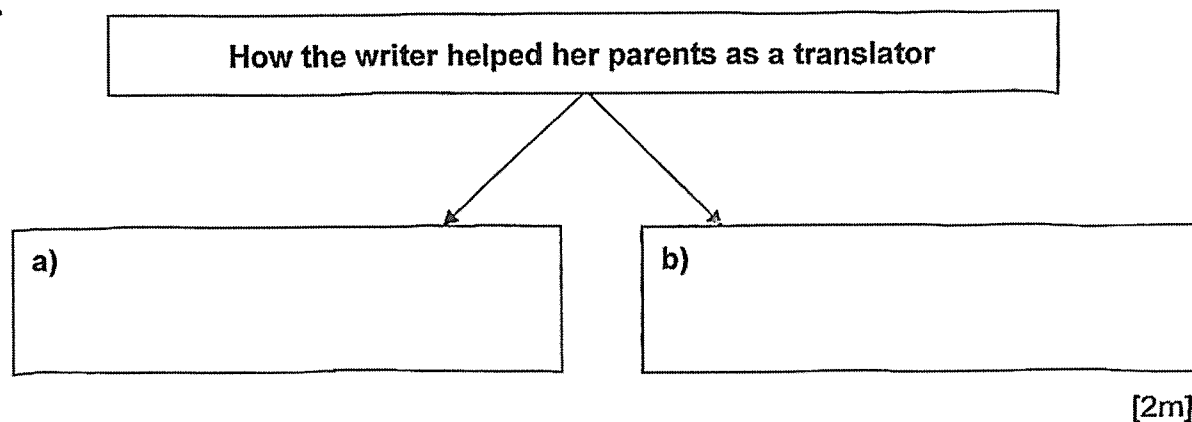 How the writer helped her parents as a translator
a)
b)
[2m]